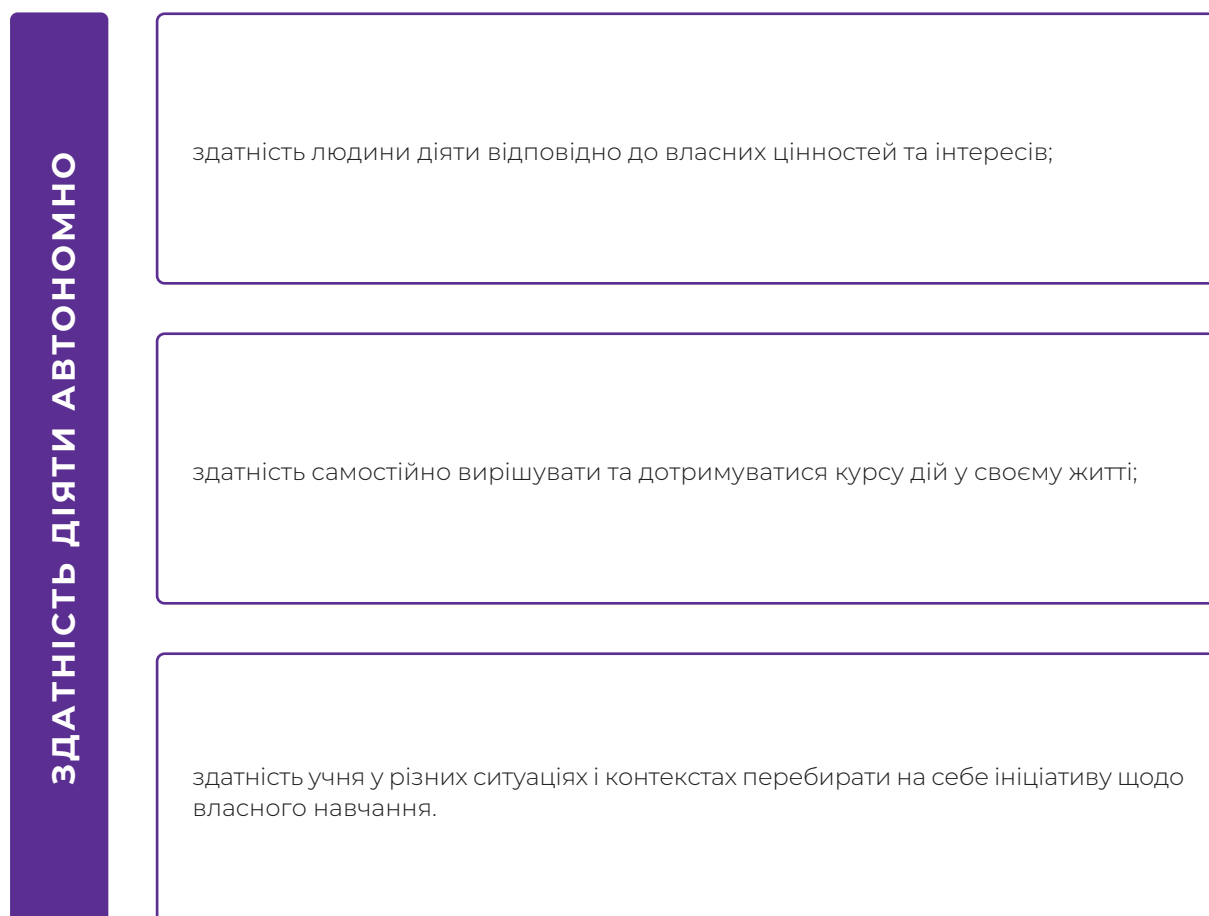 ЗДАТНІСТЬ ДІЯТИ АВТОНОМНО
здатність людини діяти відповідно до власних цінностей та інтересів;
здатність самостійно вирішувати та дотримуватися курсу дій у своєму житті;
здатність учня у різних ситуаціях і контекстах перебирати на себе ініціативу щодо
власного навчання.